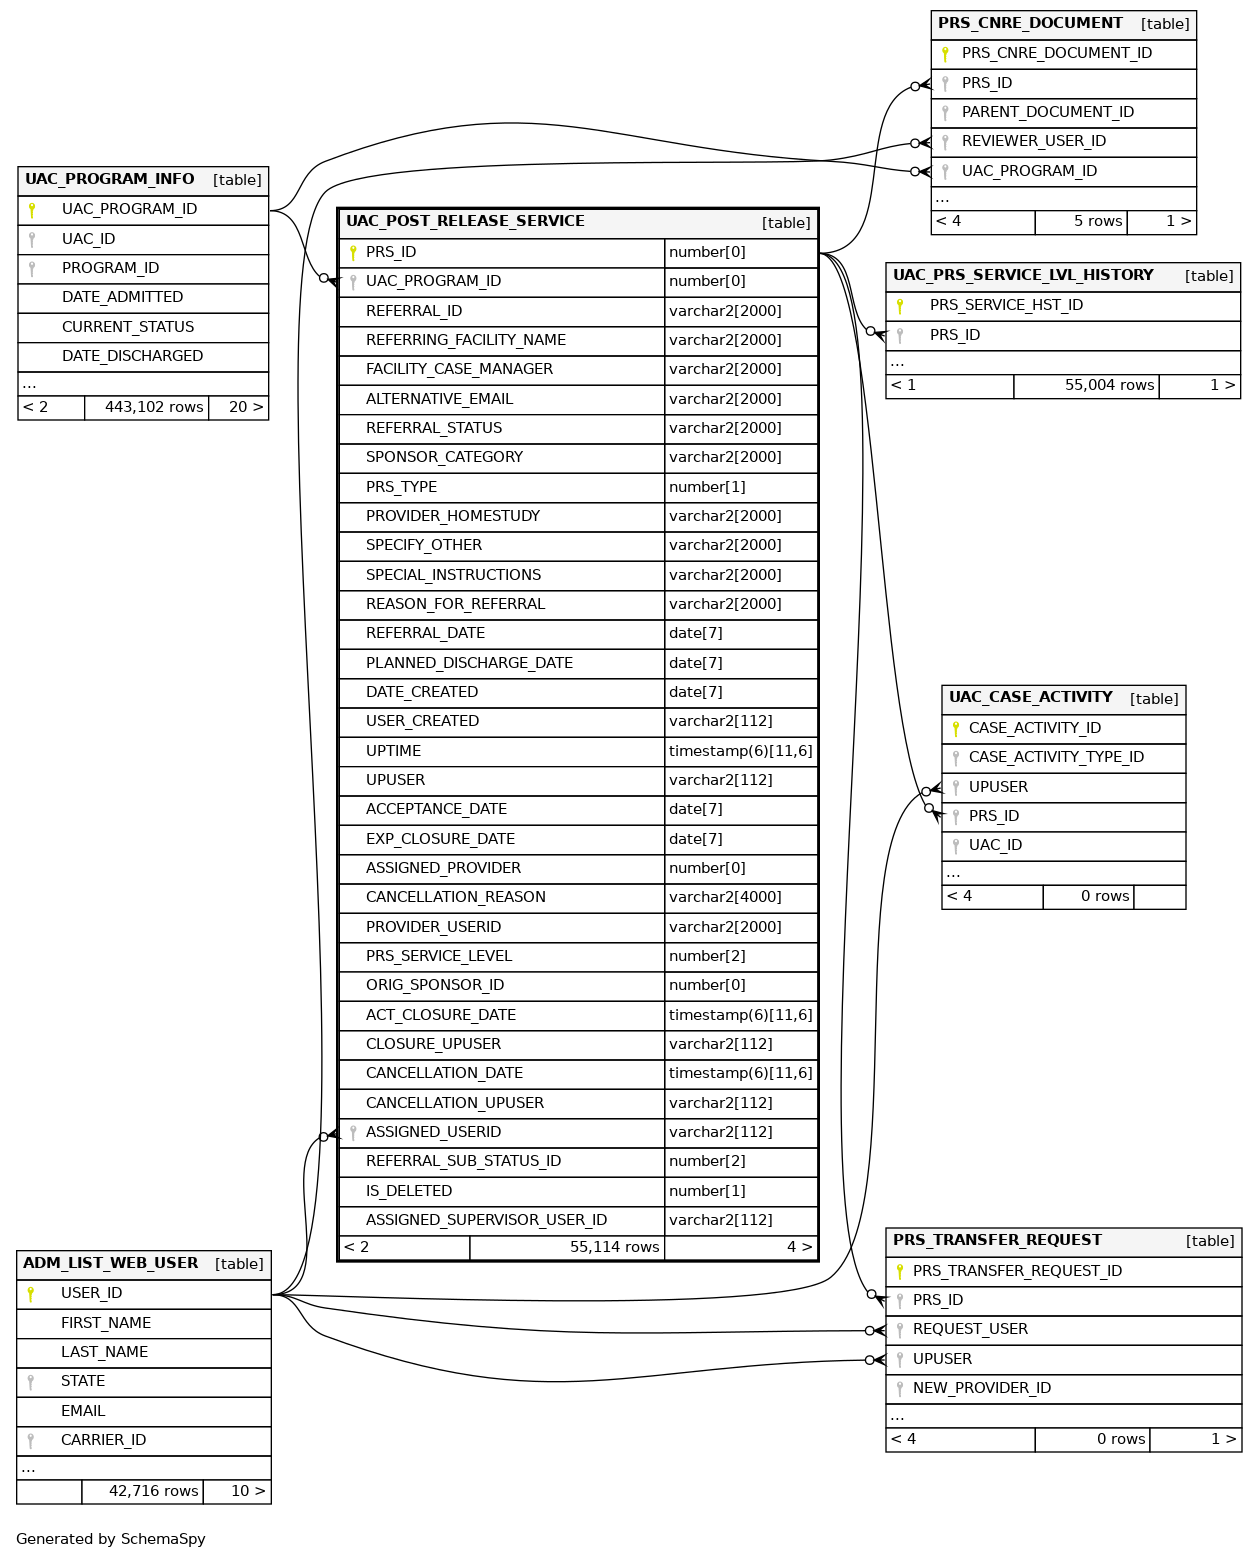 PRS_CNRE_DOCUMENT [table]
PRS_CNRE_DOCUMENT_ID
PRS_ID
PARENT_DOCUMENT_ID
REVIEWER_USER_ID
UAC_PROGRAM_ID
...
< 4 5 rows 1 >
UAC_PROGRAM_INFO [table]
UAC_PROGRAM_ID
UAC_ID
PROGRAM_ID
DATE_ADMITTED
CURRENT_STATUS
DATE_DISCHARGED
...
< 2 443,102 rows 20 >
UAC_POST_RELEASE_SERVICE [table]
PRS_ID number[0]
UAC_PROGRAM_ID number[0]
REFERRAL_ID varchar2[2000]
REFERRING_FACILITY_NAME varchar2[2000]
FACILITY_CASE_MANAGER varchar2[2000]
ALTERNATIVE_EMAIL varchar2[2000]
REFERRAL_STATUS varchar2[2000]
SPONSOR_CATEGORY varchar2[2000]
PRS_TYPE number[1]
PROVIDER_HOMESTUDY varchar2[2000]
SPECIFY_OTHER varchar2[2000]
SPECIAL_INSTRUCTIONS varchar2[2000]
REASON_FOR_REFERRAL varchar2[2000]
REFERRAL_DATE date[7]
PLANNED_DISCHARGE_DATE date[7]
DATE_CREATED date[7]
USER_CREATED varchar2[112]
UPTIME timestamp(6)[11,6]
UPUSER varchar2[112]
ACCEPTANCE_DATE date[7]
EXP_CLOSURE_DATE date[7]
ASSIGNED_PROVIDER number[0]
CANCELLATION_REASON varchar2[4000]
PROVIDER_USERID varchar2[2000]
PRS_SERVICE_LEVEL number[2]
ORIG_SPONSOR_ID number[0]
ACT_CLOSURE_DATE timestamp(6)[11,6]
CLOSURE_UPUSER varchar2[112]
CANCELLATION_DATE timestamp(6)[11,6]
CANCELLATION_UPUSER varchar2[112]
ASSIGNED_USERID varchar2[112]
REFERRAL_SUB_STATUS_ID number[2]
IS_DELETED number[1]
ASSIGNED_SUPERVISOR_USER_ID varchar2[112]
< 2 55,114 rows 4 >
UAC_PRS_SERVICE_LVL_HISTORY [table]
PRS_SERVICE_HST_ID
PRS_ID
...
< 1 55,004 rows 1 >
UAC_CASE_ACTIVITY [table]
CASE_ACTIVITY_ID
CASE_ACTIVITY_TYPE_ID
UPUSER
PRS_ID
UAC_ID
...
< 4 0 rows
PRS_TRANSFER_REQUEST [table]
PRS_TRANSFER_REQUEST_ID
PRS_ID
REQUEST_USER
UPUSER
NEW_PROVIDER_ID
...
< 4 0 rows 1 >
ADM_LIST_WEB_USER [table]
USER_ID
FIRST_NAME
LAST_NAME
STATE
EMAIL
CARRIER_ID
...
42,716 rows 10 >
Generated by SchemaSpy